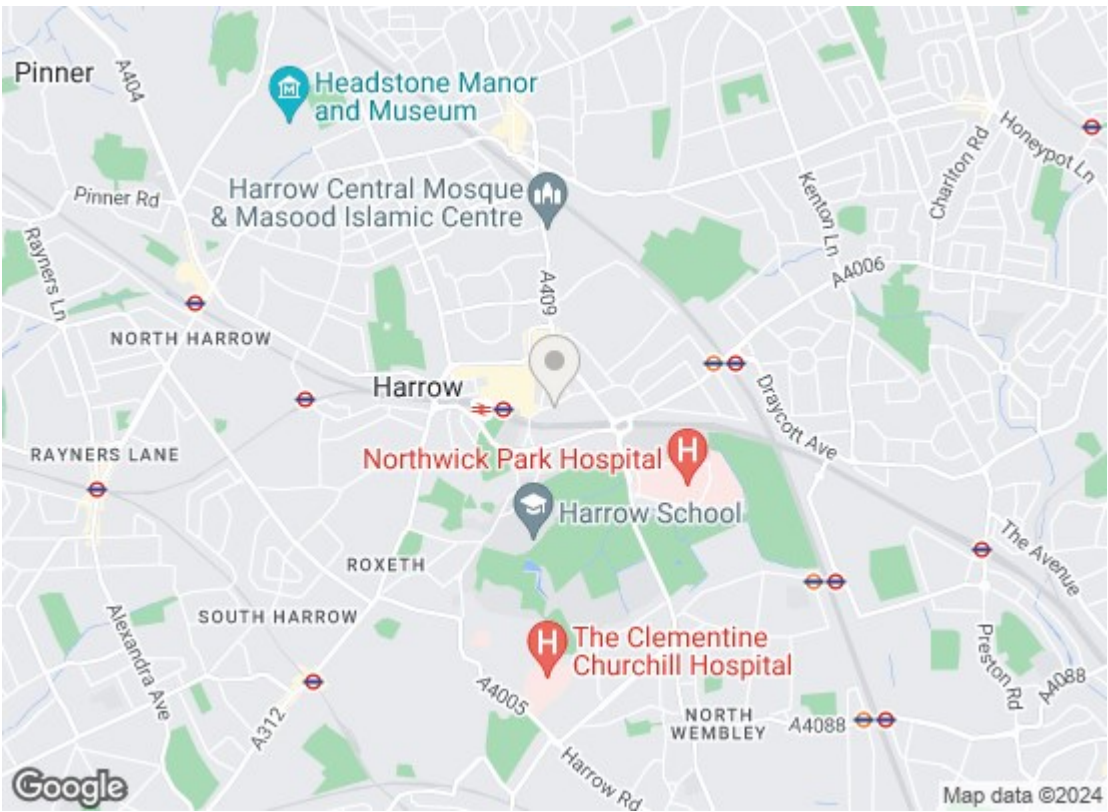 Pinner
A404
Headstone Manor
and Museum
Honeypot Ln
Charlton Rd
Pinner Rd
Harrow Central Mosque
& Masood Islamic Centre
Kenton Ln
Rayners Ln
A409
A4006
NORTH HARROW
Harrow
Draycott Ave
RAYNERS LANE
Northwick Park Hospital
H
Harrow School
The Avenue
ROXETH
SOUTH HARROW
Alexandra Ave
H
The Clementine
Churchill Hospital
Preston Rd
A4088
A4005
A312
NORTH
WEMBLEY
A4088
Harrow Rd
Google
Map data ©2024